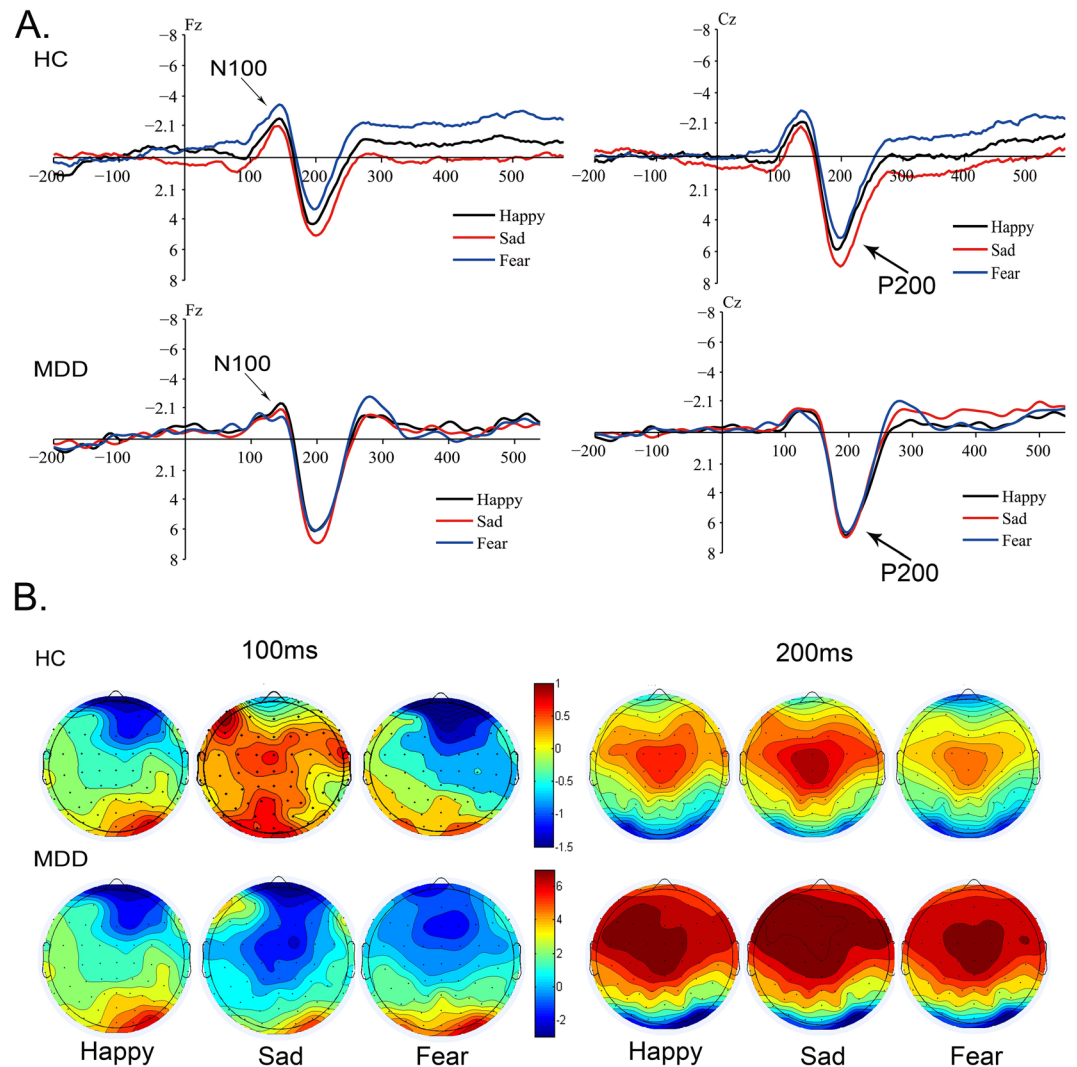 A.
HC
Fz
−8
−6
−4
−2.1
2.1
4
6
8
−200
−100
100
200
300
400
500
N100
Happy
Sad
Fear
Cz
−8
−6
−4
−2.1
2.1
4
6
8
−200
−100
100
200
300
400
500
Happy
Sad
Fear
P200
MDD
Fz
−8
−6
−4
−2.1
2.1
4
6
8
−200
−100
100
200
300
400
500
N100
Happy
Sad
Fear
Cz
−8
−6
−4
−2.1
2.1
4
6
8
−200
−100
100
200
300
400
500
Happy
Sad
Fear
P200
B.
HC
100ms
200ms
1
0.5
0
-0.5
-1
-1.5
MDD
6
4
2
0
-2
Happy
Sad
Fear
Happy
Sad
Fear